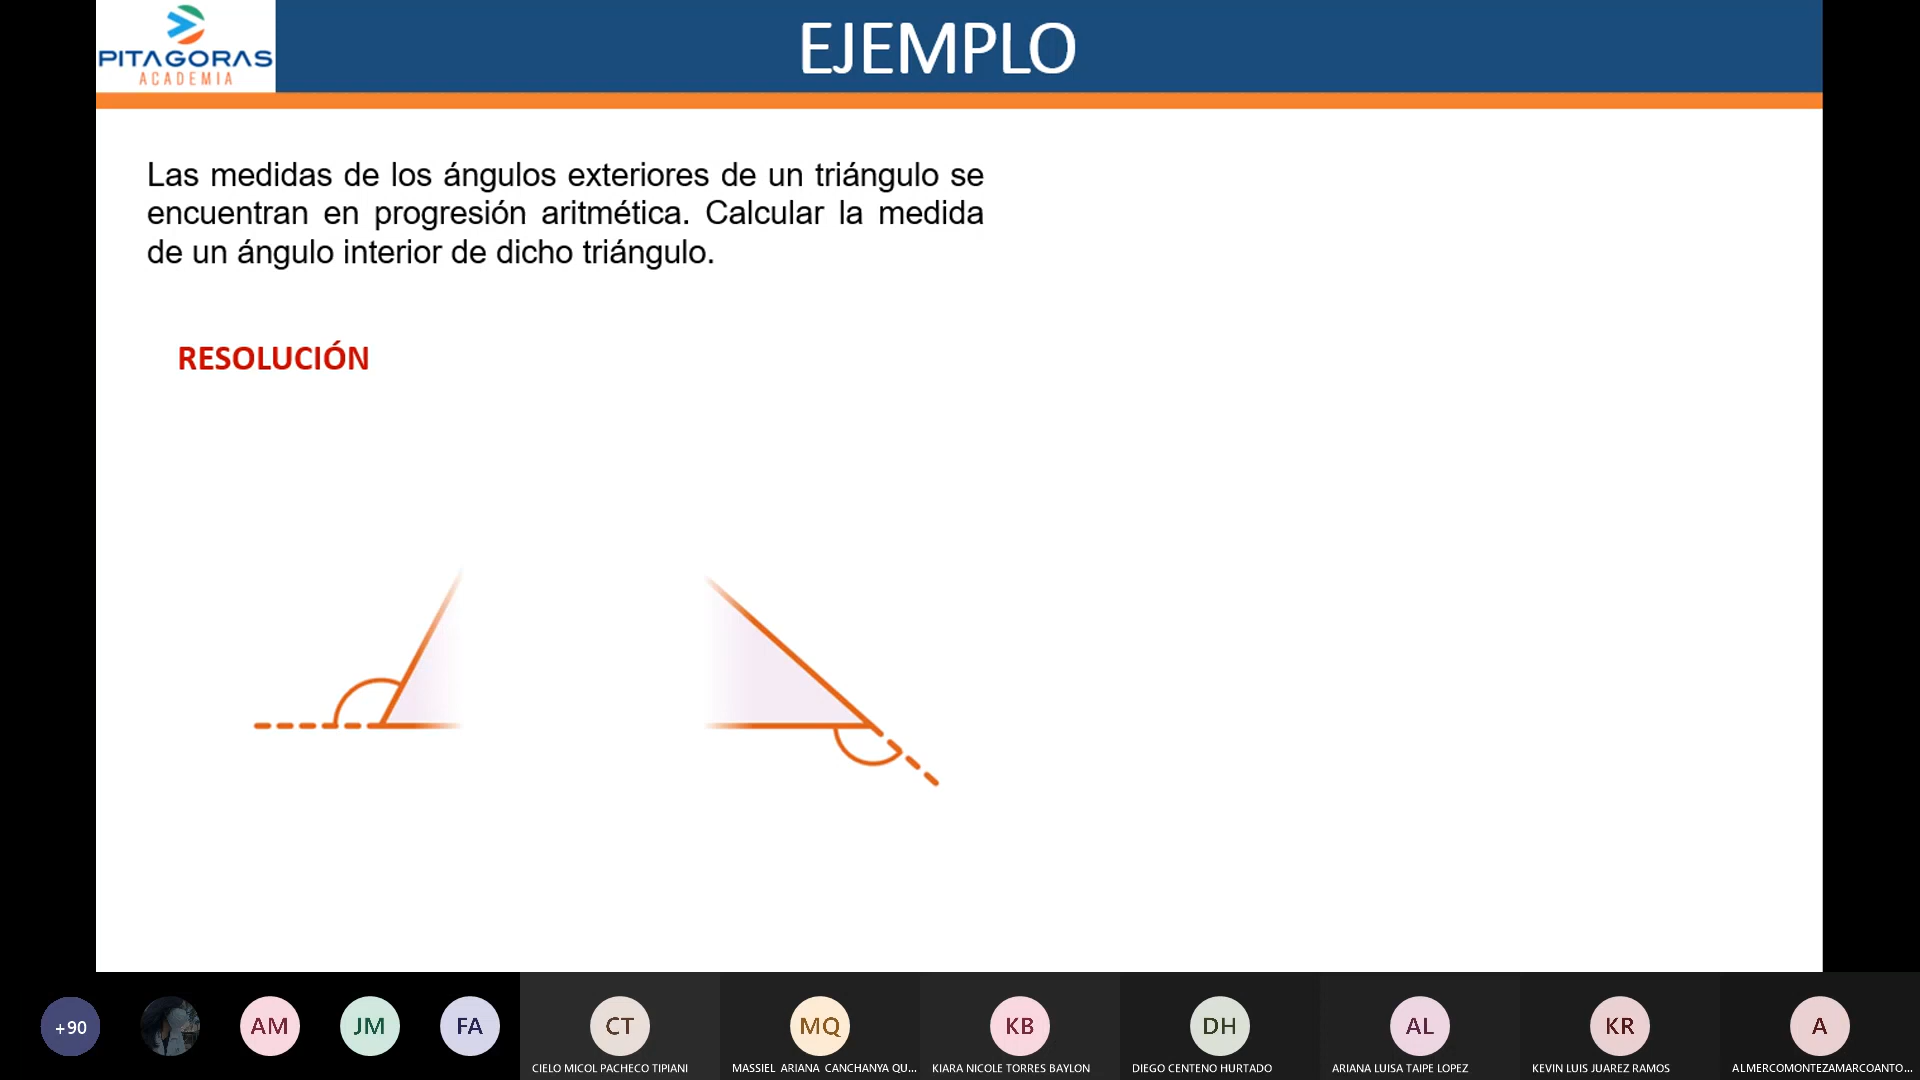 PITAGORAS
ACADEMIA
EJEMPLO
Las medidas de los ángulos exteriores de un triángulo se
encuentran en progresión aritmética. Calcular la medida
de un ángulo interior de dicho triángulo.
RESOLUCIÓN
+90
AM
JM
FA
CT
MQ
KB
DH
AL
KR
A
CIELO MICOL PACHECO TIPIANI
MASSIEL ARIANA CANCHANYA QU...
KIARA NICOLE TORRES BAYLON
DIEGO CENTENO HURTADO
ARIANA LUISA TAIPE LOPEZ
KEVIN LUIS JUAREZ RAMOS
ALMERCOMONTEZAMARCOANTO...